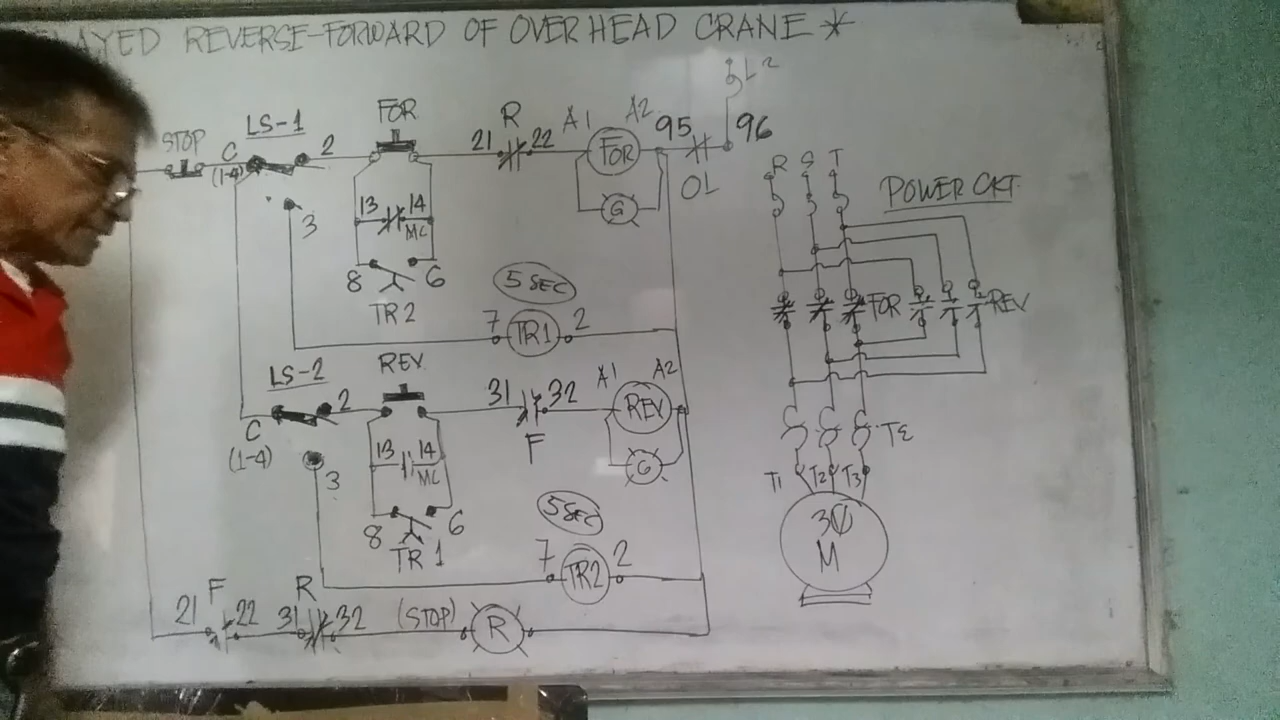 ELAYED REVERSE-FORWARD OF OVERHEAD CRANE *
L2
STOP LS-1 FOR
C 2 21 R 22 A1 FOR A2 95 96
(1-4)
OL
3
13 14
MC
G
8 6
TR2
5 SEC
7 TR1 2
LS-2 REV
C 2 31 32 A1 REV A2
(1-4)
F
3
13 14
MC
G
8 6
TR 1
5 SEC
7 TR2 2
21 F 22 31 R 32 (STOP) R
R S T
POWER CKT.
FOR REV
T1 T2 T3
3Ø
M